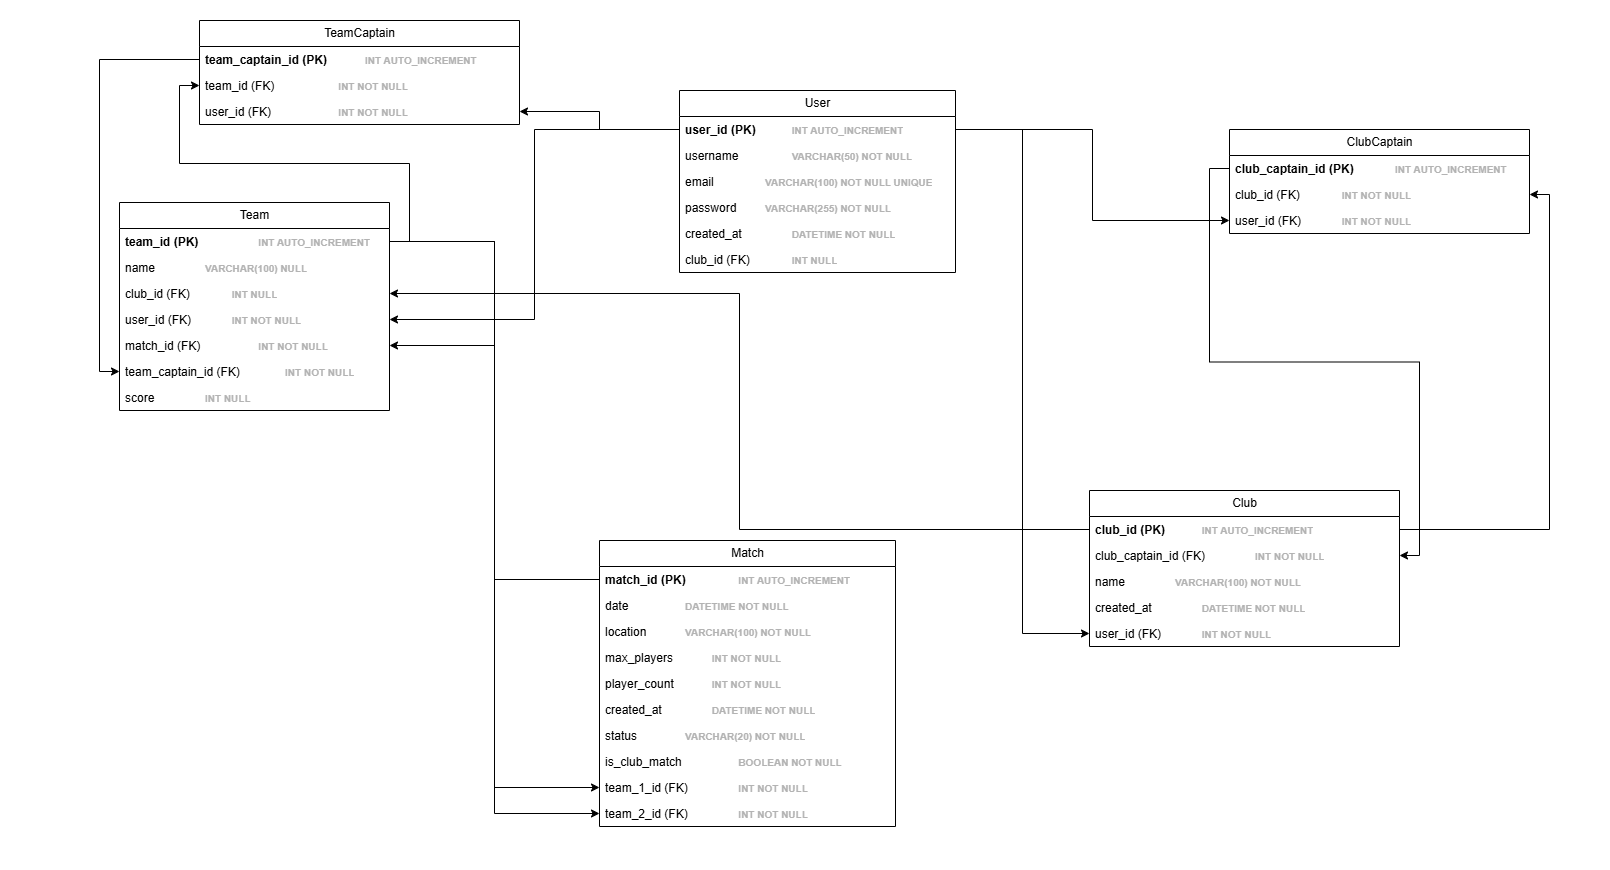 TeamCaptain
team_captain_id (PK) INT AUTO_INCREMENT
team_id (FK) INT NOT NULL
user_id (FK) INT NOT NULL
User
user_id (PK) INT AUTO_INCREMENT
username VARCHAR(50) NOT NULL
email VARCHAR(100) NOT NULL UNIQUE
password VARCHAR(255) NOT NULL
created_at DATETIME NOT NULL
club_id (FK) INT NULL
ClubCaptain
club_captain_id (PK) INT AUTO_INCREMENT
club_id (FK) INT NOT NULL
user_id (FK) INT NOT NULL
Team
team_id (PK) INT AUTO_INCREMENT
name VARCHAR(100) NULL
club_id (FK) INT NULL
user_id (FK) INT NOT NULL
match_id (FK) INT NOT NULL
team_captain_id (FK) INT NOT NULL
score INT NULL
Club
club_id (PK) INT AUTO_INCREMENT
club_captain_id (FK) INT NOT NULL
name VARCHAR(100) NOT NULL
created_at DATETIME NOT NULL
user_id (FK) INT NOT NULL
Match
match_id (PK) INT AUTO_INCREMENT
date DATETIME NOT NULL
location VARCHAR(100) NOT NULL
max_players INT NOT NULL
player_count INT NOT NULL
created_at DATETIME NOT NULL
status VARCHAR(20) NOT NULL
is_club_match BOOLEAN NOT NULL
team_1_id (FK) INT NOT NULL
team_2_id (FK) INT NOT NULL